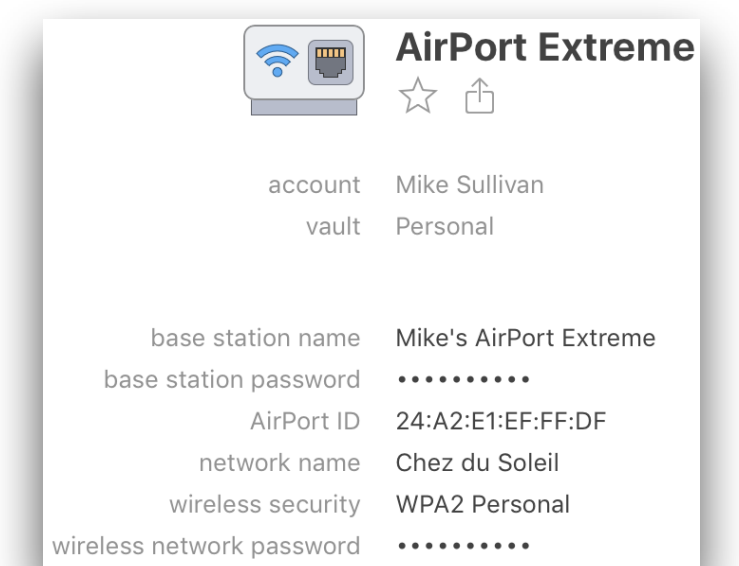 AirPort Extreme
account Mike Sullivan
vault Personal
base station name Mike's AirPort Extreme
base station password ••••••••••
AirPort ID 24:A2:E1:EF:FF:DF
network name Chez du Soleil
wireless security WPA2 Personal
wireless network password ••••••••••